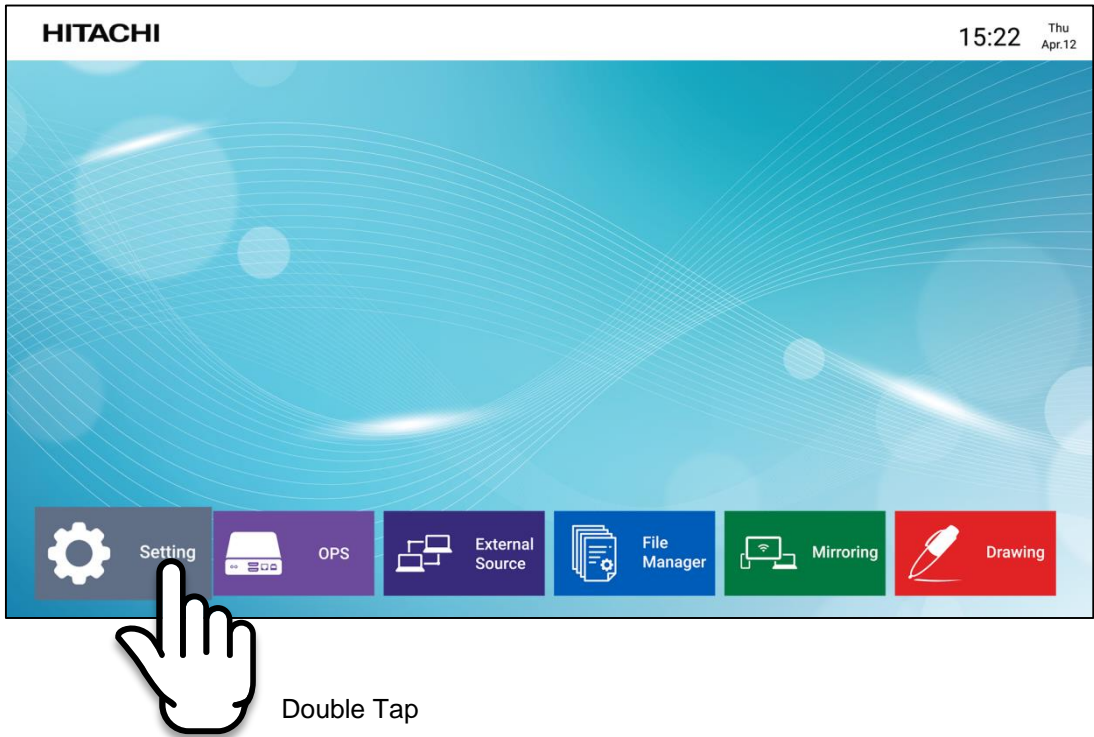 HITACHI
15:22
Thu
Apr.12
Setting
OPS
External
Source
File
Manager
Mirroring
Drawing
Double Tap